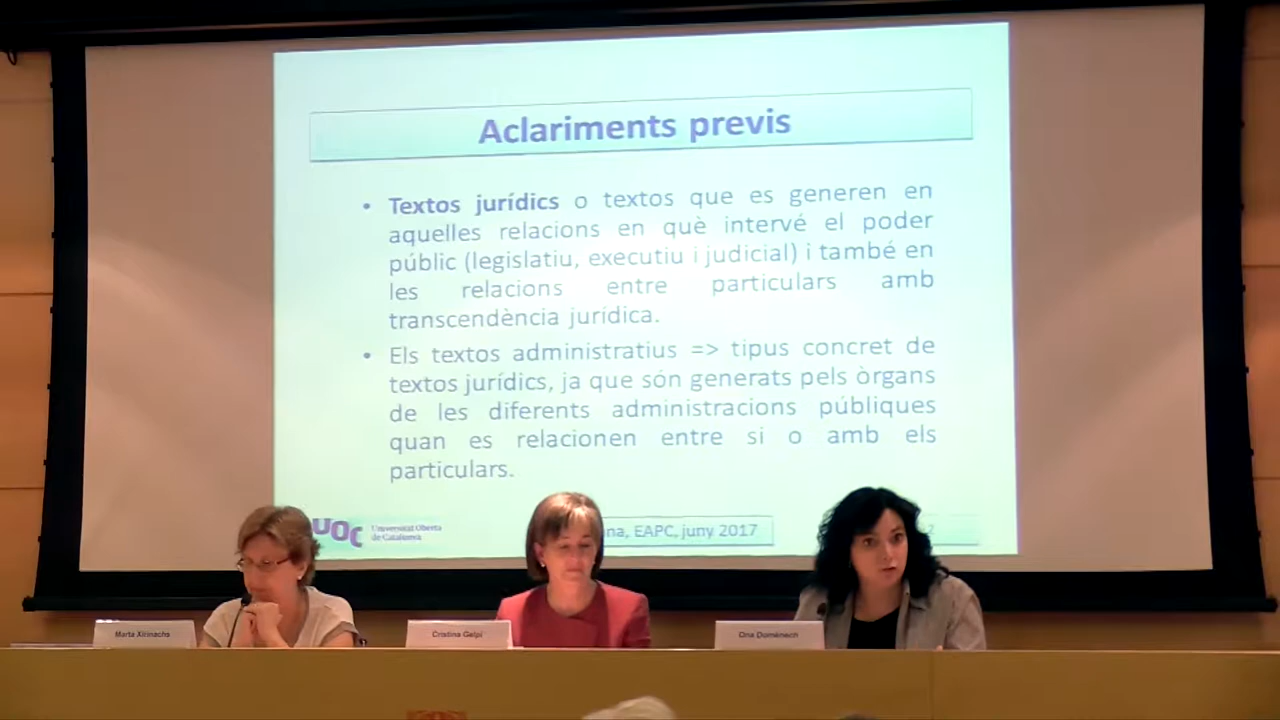 Aclariments previs
• Textos jurídics o textos que es generen en
aquelles relacions en què intervé el poder
públic (legislatiu, executiu i judicial) i també en
les relacions entre particulars amb
transcendència jurídica.
• Els textos administratius => tipus concret de
textos jurídics, ja que són generats pels òrgans
de les diferents administracions públiques
quan es relacionen entre si o amb els
particulars.
UOC
Universitat Oberta
de Catalunya
na, EAPC, juny 2017
2
Marta Xirinachs
Cristina Gelpí
Ona Domènech